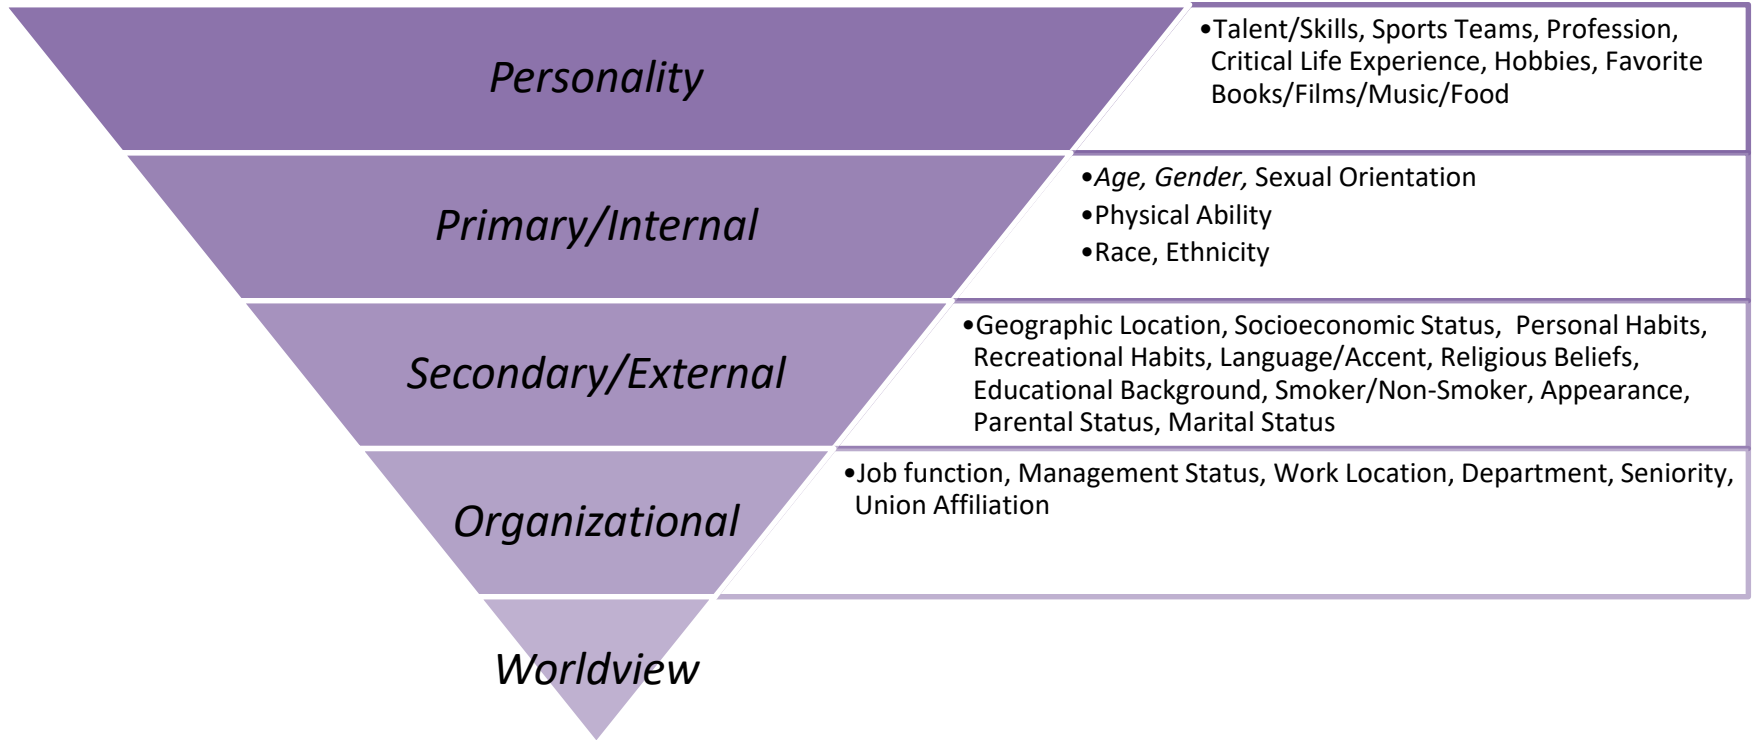 Personality
•Talent/Skills, Sports Teams, Profession,
Critical Life Experience, Hobbies, Favorite
Books/Films/Music/Food
Primary/Internal
•Age, Gender, Sexual Orientation
•Physical Ability
•Race, Ethnicity
Secondary/External
•Geographic Location, Socioeconomic Status,  Personal Habits,
Recreational Habits, Language/Accent, Religious Beliefs,
Educational Background, Smoker/Non-Smoker, Appearance,
Parental Status, Marital Status
Organizational
•Job function, Management Status, Work Location, Department, Seniority,
Union Affiliation
Worldview